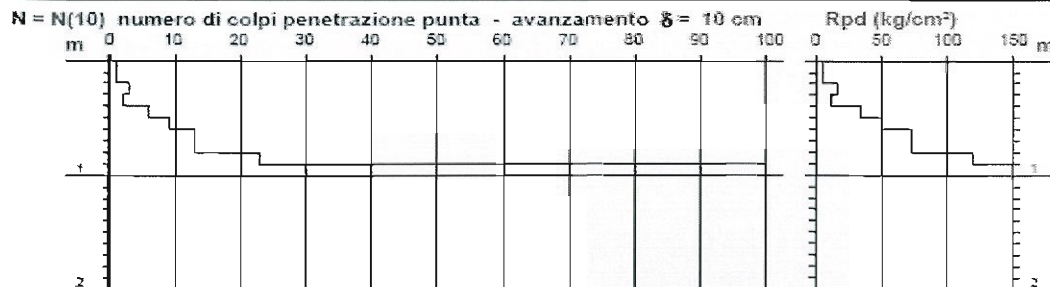 N = N(10) numero di colpi penetrazione punta - avanzamento δ = 10 cm Rpd (kg/cm²)
m 0 10 20 30 40 50 60 70 80 90 100 0 50 100 150 m
1 1
2 2